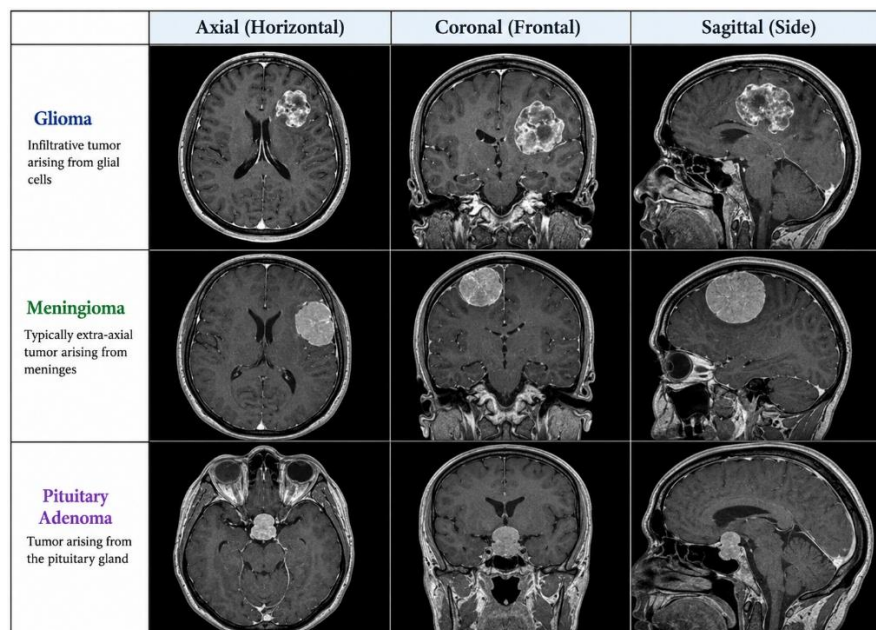 Axial (Horizontal)
Coronal (Frontal)
Sagittal (Side)
Glioma
Infiltrative tumor
arising from glial
cells
Meningioma
Typically extra-axial
tumor arising from
meninges
Pituitary
Adenoma
Tumor arising from
the pituitary gland